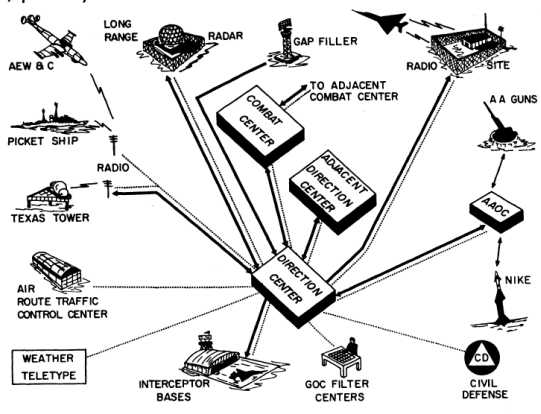 LONG
RANGE
RADAR
GAP FILLER
RADIO
SITE
AEW & C
TO ADJACENT
COMBAT CENTER
COMBAT
CENTER
AA GUNS
PICKET SHIP
RADIO
ADJACENT
DIRECTION
CENTER
TEXAS TOWER
AAOC
DIRECTION
CENTER
AIR
ROUTE TRAFFIC
CONTROL CENTER
NIKE
WEATHER
TELETYPE
INTERCEPTOR
BASES
GOC FILTER
CENTERS
CD
CIVIL
DEFENSE